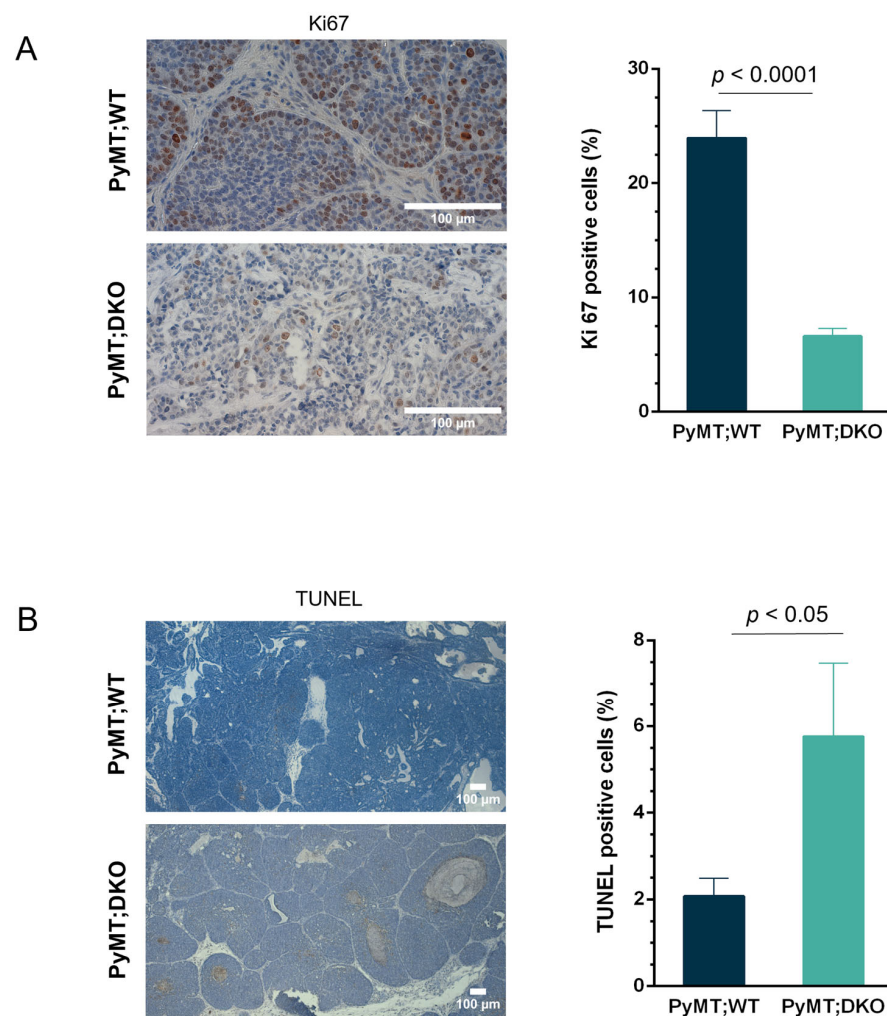 A
Ki67
PyMT;WT
100 µm
PyMT;DKO
100 µm
Ki 67 positive cells (%)
30
20
10
0
p < 0.0001
PyMT;WT PyMT;DKO
B
TUNEL
PyMT;WT
100 µm
PyMT;DKO
100 µm
TUNEL positive cells (%)
8
6
4
2
0
p < 0.05
PyMT;WT PyMT;DKO